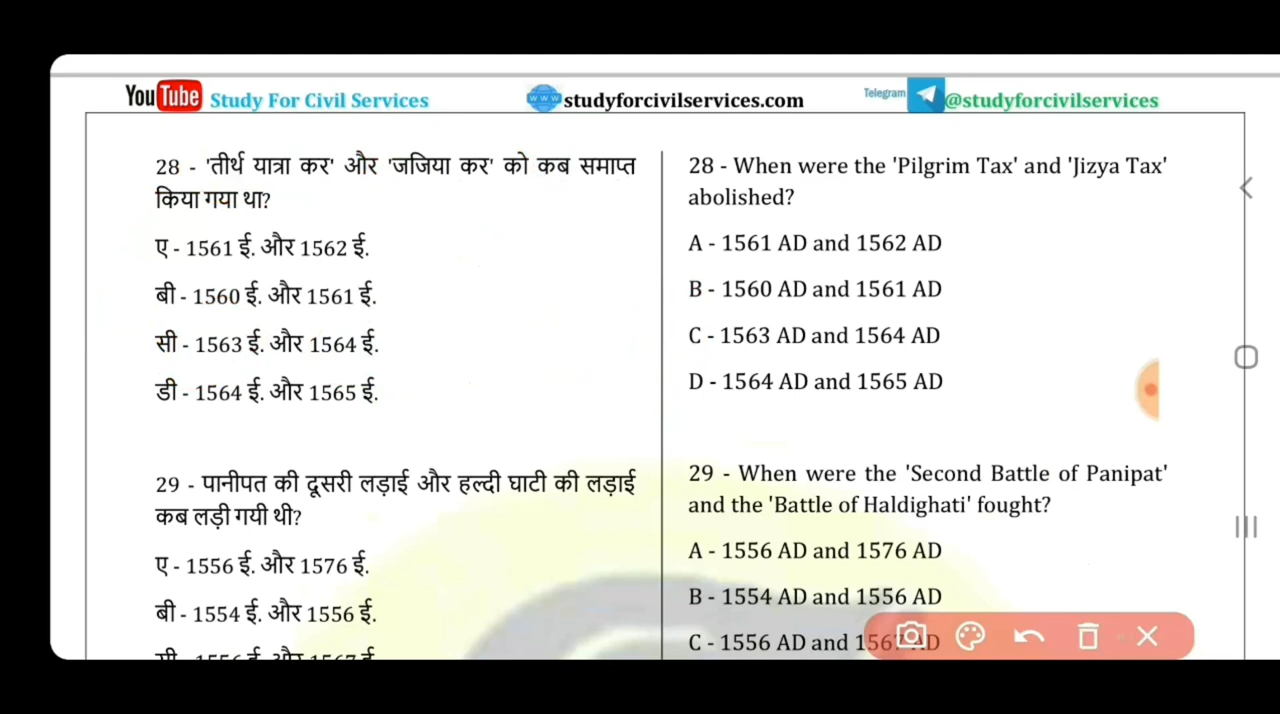 YouTube Study For Civil Services
www studyforcivilservices.com
Telegram @studyforcivilservices
28 - 'तीर्थ यात्रा कर' और 'जजिया कर' को कब समाप्त
किया गया था?
ए - 1561 ई. और 1562 ई.
बी - 1560 ई. और 1561 ई.
सी - 1563 ई. और 1564 ई.
डी - 1564 ई. और 1565 ई.
29 - पानीपत की दूसरी लड़ाई और हल्दी घाटी की लड़ाई
कब लड़ी गयी थी?
ए - 1556 ई. और 1576 ई.
बी - 1554 ई. और 1556 ई.
28 - When were the 'Pilgrim Tax' and 'Jizya Tax'
abolished?
A - 1561 AD and 1562 AD
B - 1560 AD and 1561 AD
C - 1563 AD and 1564 AD
D - 1564 AD and 1565 AD
29 - When were the 'Second Battle of Panipat'
and the 'Battle of Haldighati' fought?
A - 1556 AD and 1576 AD
B - 1554 AD and 1556 AD
C - 1556 AD and 1567 AD